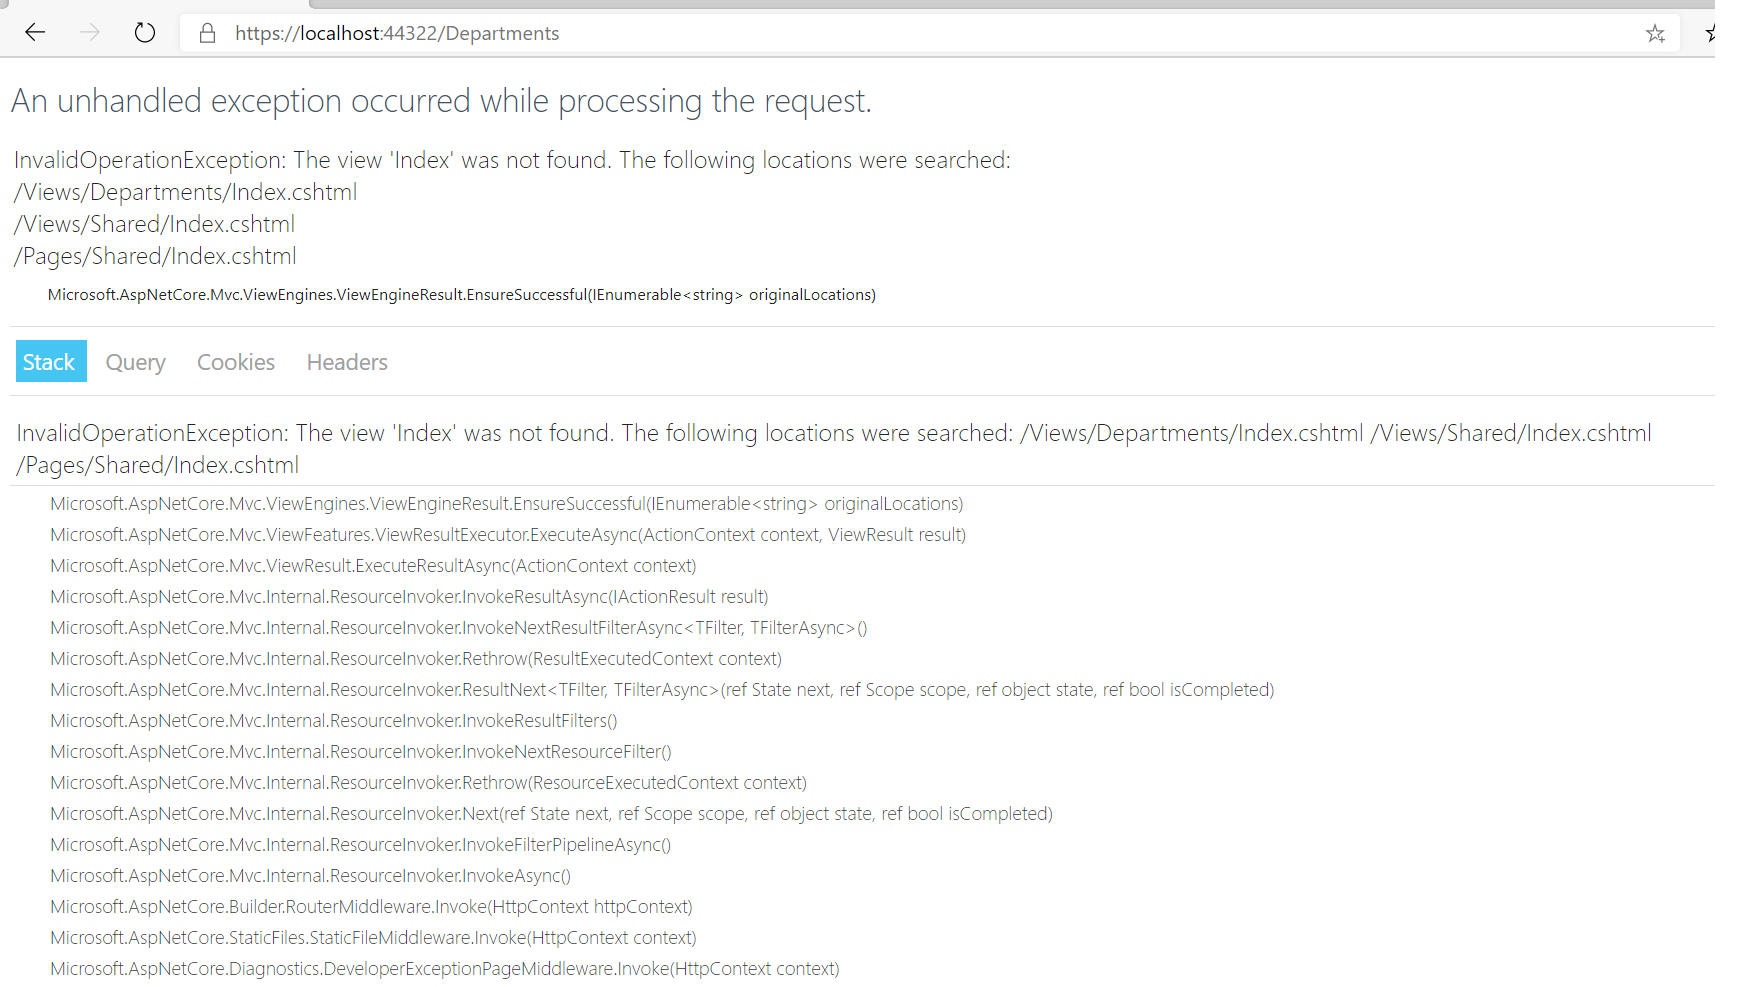 https://localhost:44322/Departments
An unhandled exception occurred while processing the request.
InvalidOperationException: The view 'Index' was not found. The following locations were searched:
/Views/Departments/Index.cshtml
/Views/Shared/Index.cshtml
/Pages/Shared/Index.cshtml
Microsoft.AspNetCore.Mvc.ViewEngines.ViewEngineResult.EnsureSuccessful(IEnumerable<string> originalLocations)
Stack Query Cookies Headers
InvalidOperationException: The view 'Index' was not found. The following locations were searched: /Views/Departments/Index.cshtml /Views/Shared/Index.cshtml
/Pages/Shared/Index.cshtml
Microsoft.AspNetCore.Mvc.ViewEngines.ViewEngineResult.EnsureSuccessful(IEnumerable<string> originalLocations)
Microsoft.AspNetCore.Mvc.ViewFeatures.ViewResultExecutor.ExecuteAsync(ActionContext context, ViewResult result)
Microsoft.AspNetCore.Mvc.ViewResult.ExecuteResultAsync(ActionContext context)
Microsoft.AspNetCore.Mvc.Internal.ResourceInvoker.InvokeResultAsync(IActionResult result)
Microsoft.AspNetCore.Mvc.Internal.ResourceInvoker.InvokeNextResultFilterAsync<TFilter, TFilterAsync>()
Microsoft.AspNetCore.Mvc.Internal.ResourceInvoker.Rethrow(ResultExecutedContext context)
Microsoft.AspNetCore.Mvc.Internal.ResourceInvoker.ResultNext<TFilter, TFilterAsync>(ref State next, ref Scope scope, ref object state, ref bool isCompleted)
Microsoft.AspNetCore.Mvc.Internal.ResourceInvoker.InvokeResultFilters()
Microsoft.AspNetCore.Mvc.Internal.ResourceInvoker.InvokeNextResourceFilter()
Microsoft.AspNetCore.Mvc.Internal.ResourceInvoker.Rethrow(ResourceExecutedContext context)
Microsoft.AspNetCore.Mvc.Internal.ResourceInvoker.Next(ref State next, ref Scope scope, ref object state, ref bool isCompleted)
Microsoft.AspNetCore.Mvc.Internal.ResourceInvoker.InvokeFilterPipelineAsync()
Microsoft.AspNetCore.Mvc.Internal.ResourceInvoker.InvokeAsync()
Microsoft.AspNetCore.Builder.RouterMiddleware.Invoke(HttpContext httpContext)
Microsoft.AspNetCore.StaticFiles.StaticFileMiddleware.Invoke(HttpContext context)
Microsoft.AspNetCore.Diagnostics.DeveloperExceptionPageMiddleware.Invoke(HttpContext context)